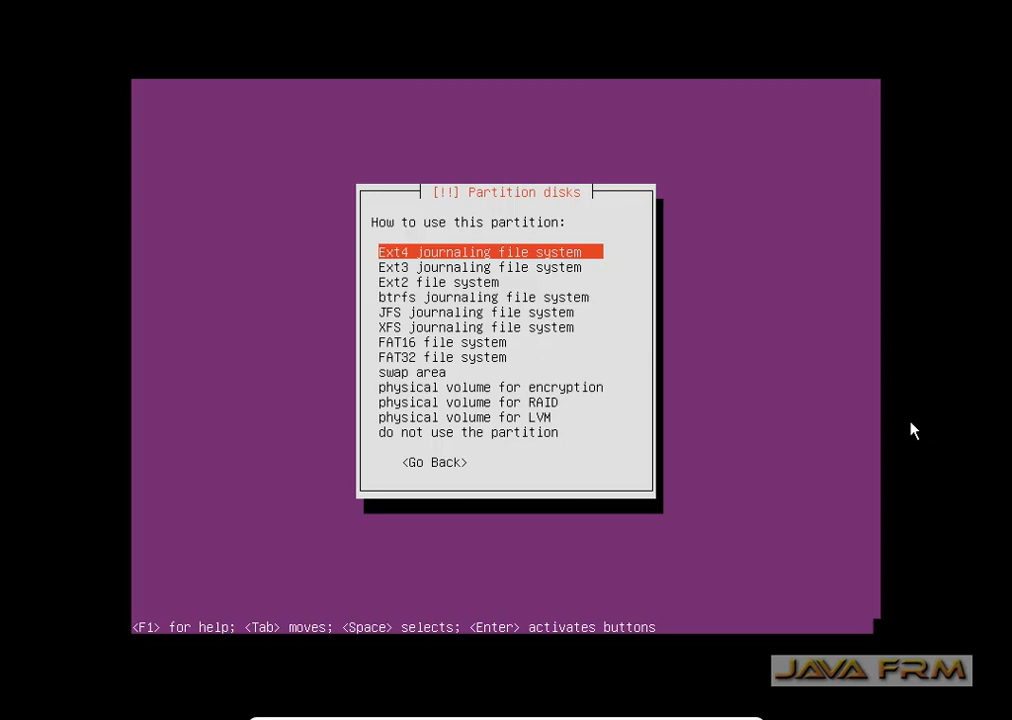 [!!] Partition disks
How to use this partition:
Ext4 journaling file system
Ext3 journaling file system
Ext2 file system
btrfs journaling file system
JFS journaling file system
XFS journaling file system
FAT16 file system
FAT32 file system
swap area
physical volume for encryption
physical volume for RAID
physical volume for LVM
do not use the partition
<Go Back>
<F1> for help; <Tab> moves; <Space> selects; <Enter> activates buttons
JAVA FRM